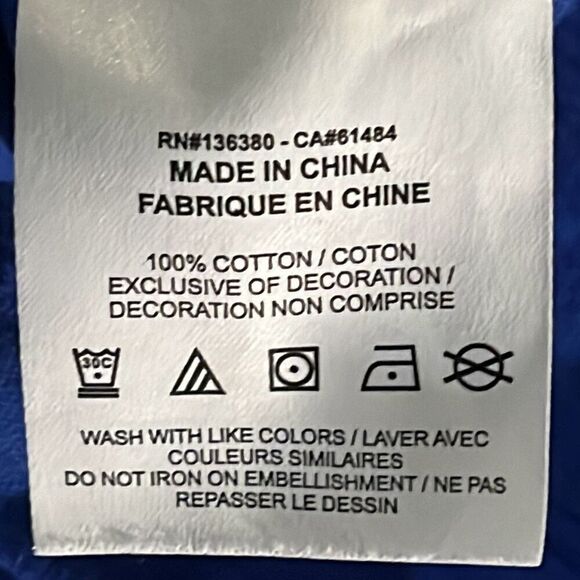 RN#136380 - CA#61484
MADE IN CHINA
FABRIQUE EN CHINE
100% COTTON / COTON
EXCLUSIVE OF DECORATION /
DECORATION NON COMPRISE
30C
WASH WITH LIKE COLORS / LAVER AVEC
COULEURS SIMILAIRES
DO NOT IRON ON EMBELLISHMENT / NE PAS
REPASSER LE DESSIN